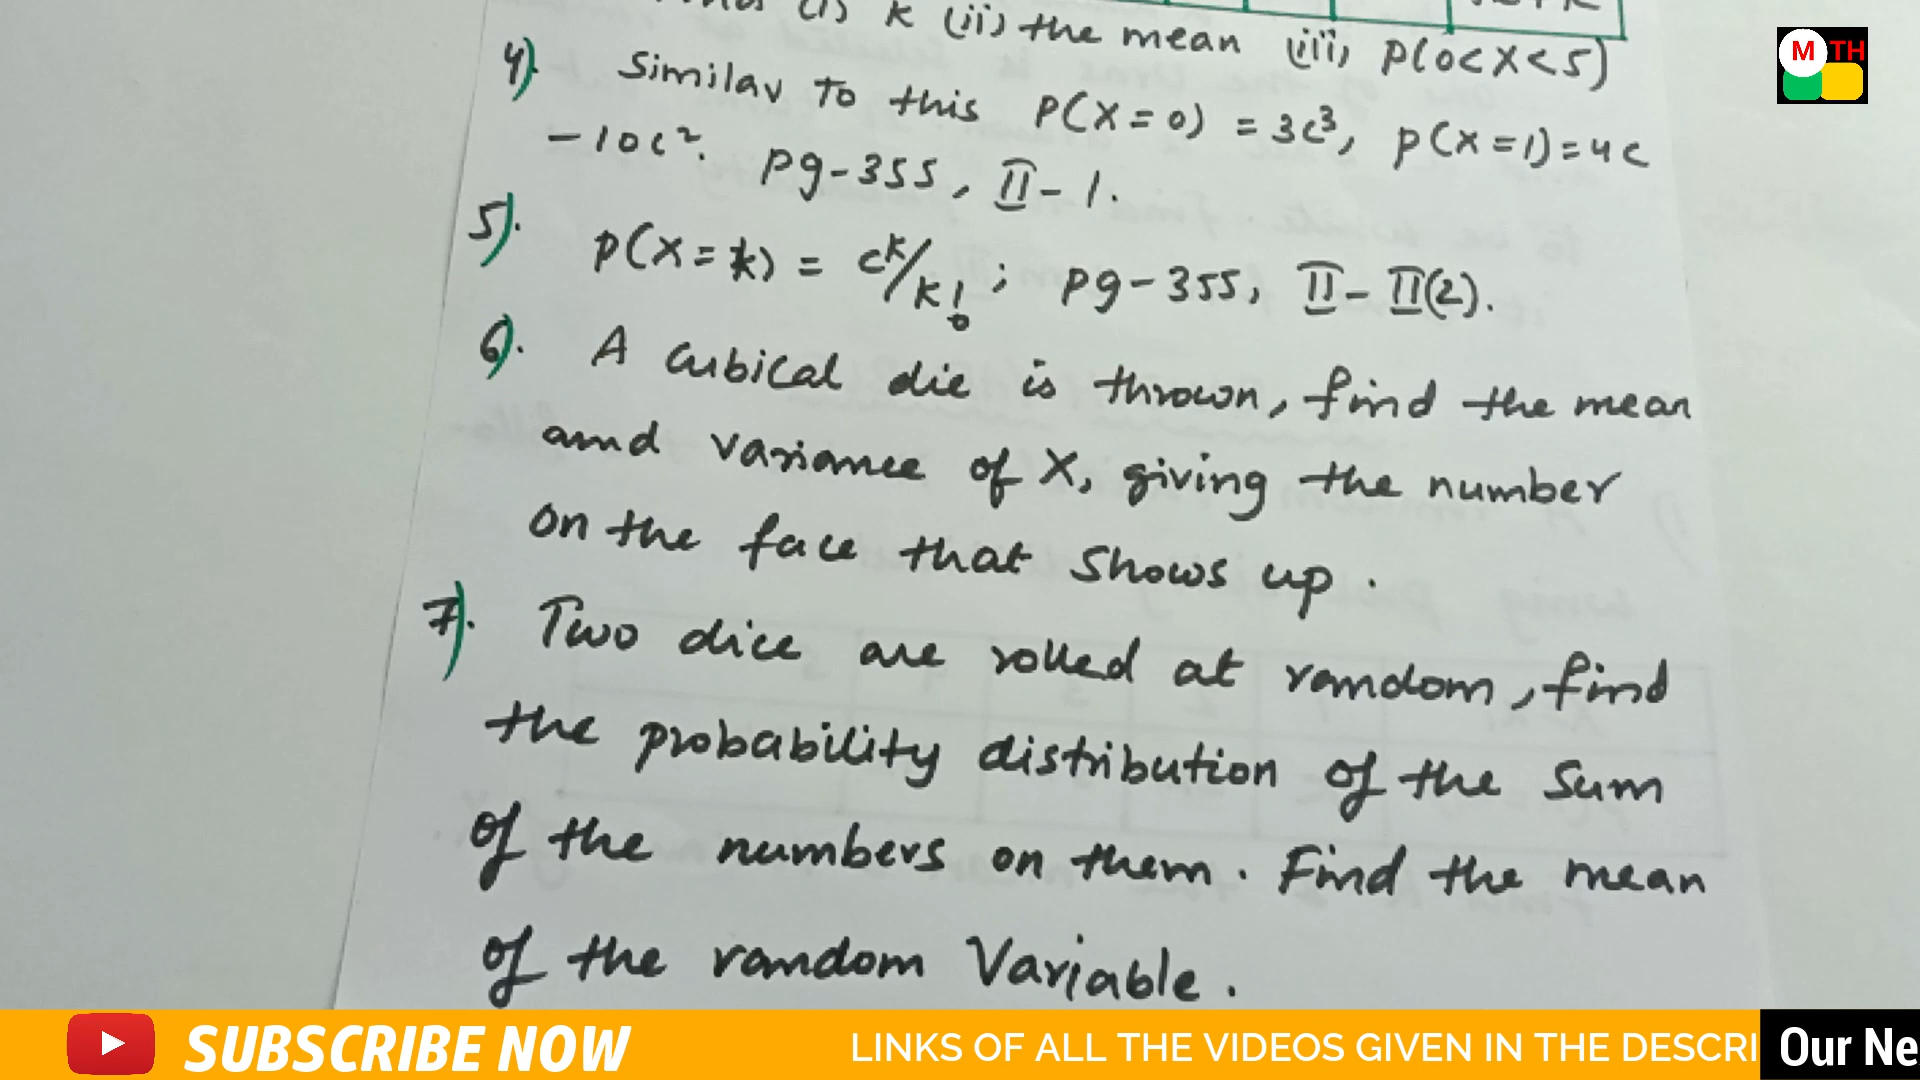 (i) k (ii) the mean (iii) P(0<X<5)
4). Similar to this P(X=0) = 3c³, P(X=1)=4c
-10c². pg-355, II-1.
5). P(X=k) = c^k/k!; pg-355, II-II(2).
6). A cubical die is thrown, find the mean
and variance of X, giving the number
on the face that shows up.
7). Two dice are rolled at random, find
the probability distribution of the sum
of the numbers on them. Find the mean
of the random Variable.
M TH
SUBSCRIBE NOW
LINKS OF ALL THE VIDEOS GIVEN IN THE DESCRI
Our Ne